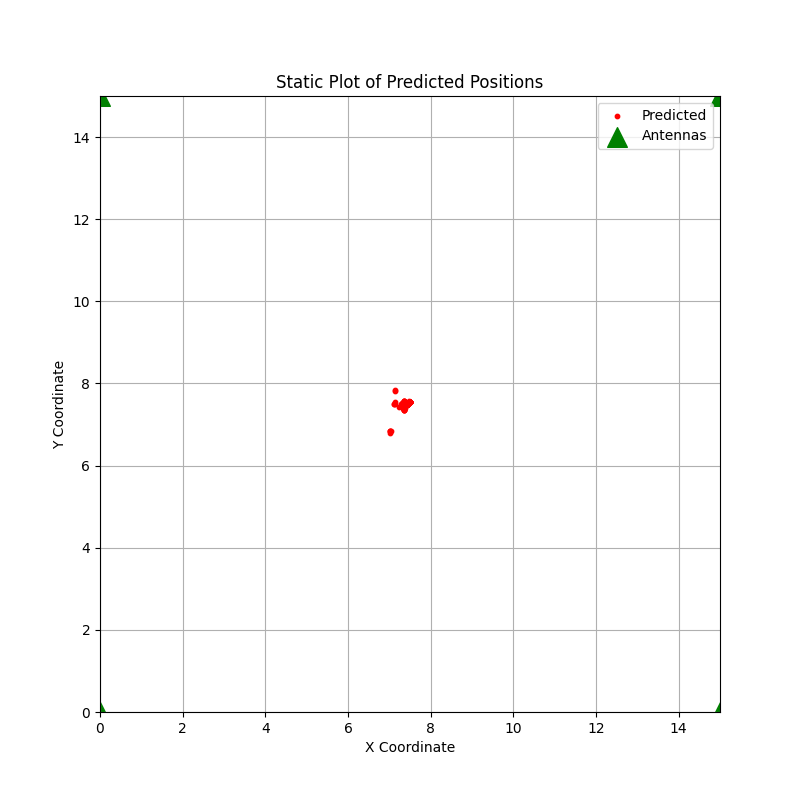 Static Plot of Predicted Positions
Predicted
Antennas
Y Coordinate
14
12
10
8
6
4
2
0
0 2 4 6 8 10 12 14
X Coordinate